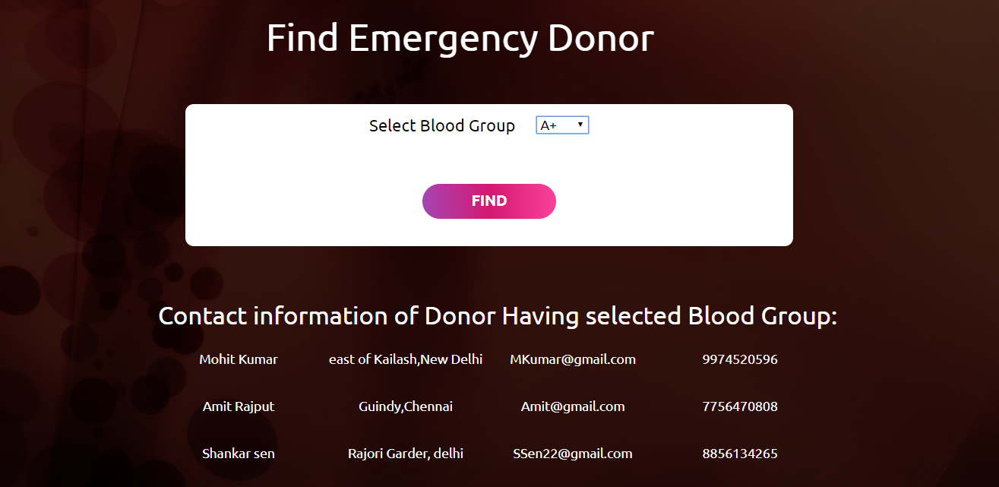 Find Emergency Donor
Select Blood Group A+
FIND
Contact information of Donor Having selected Blood Group:
Mohit Kumar east of Kailash,New Delhi MKumar@gmail.com 9974520596
Amit Rajput Guindy,Chennai Amit@gmail.com 7756470808
Shankar sen Rajori Garder, delhi SSen22@gmail.com 8856134265